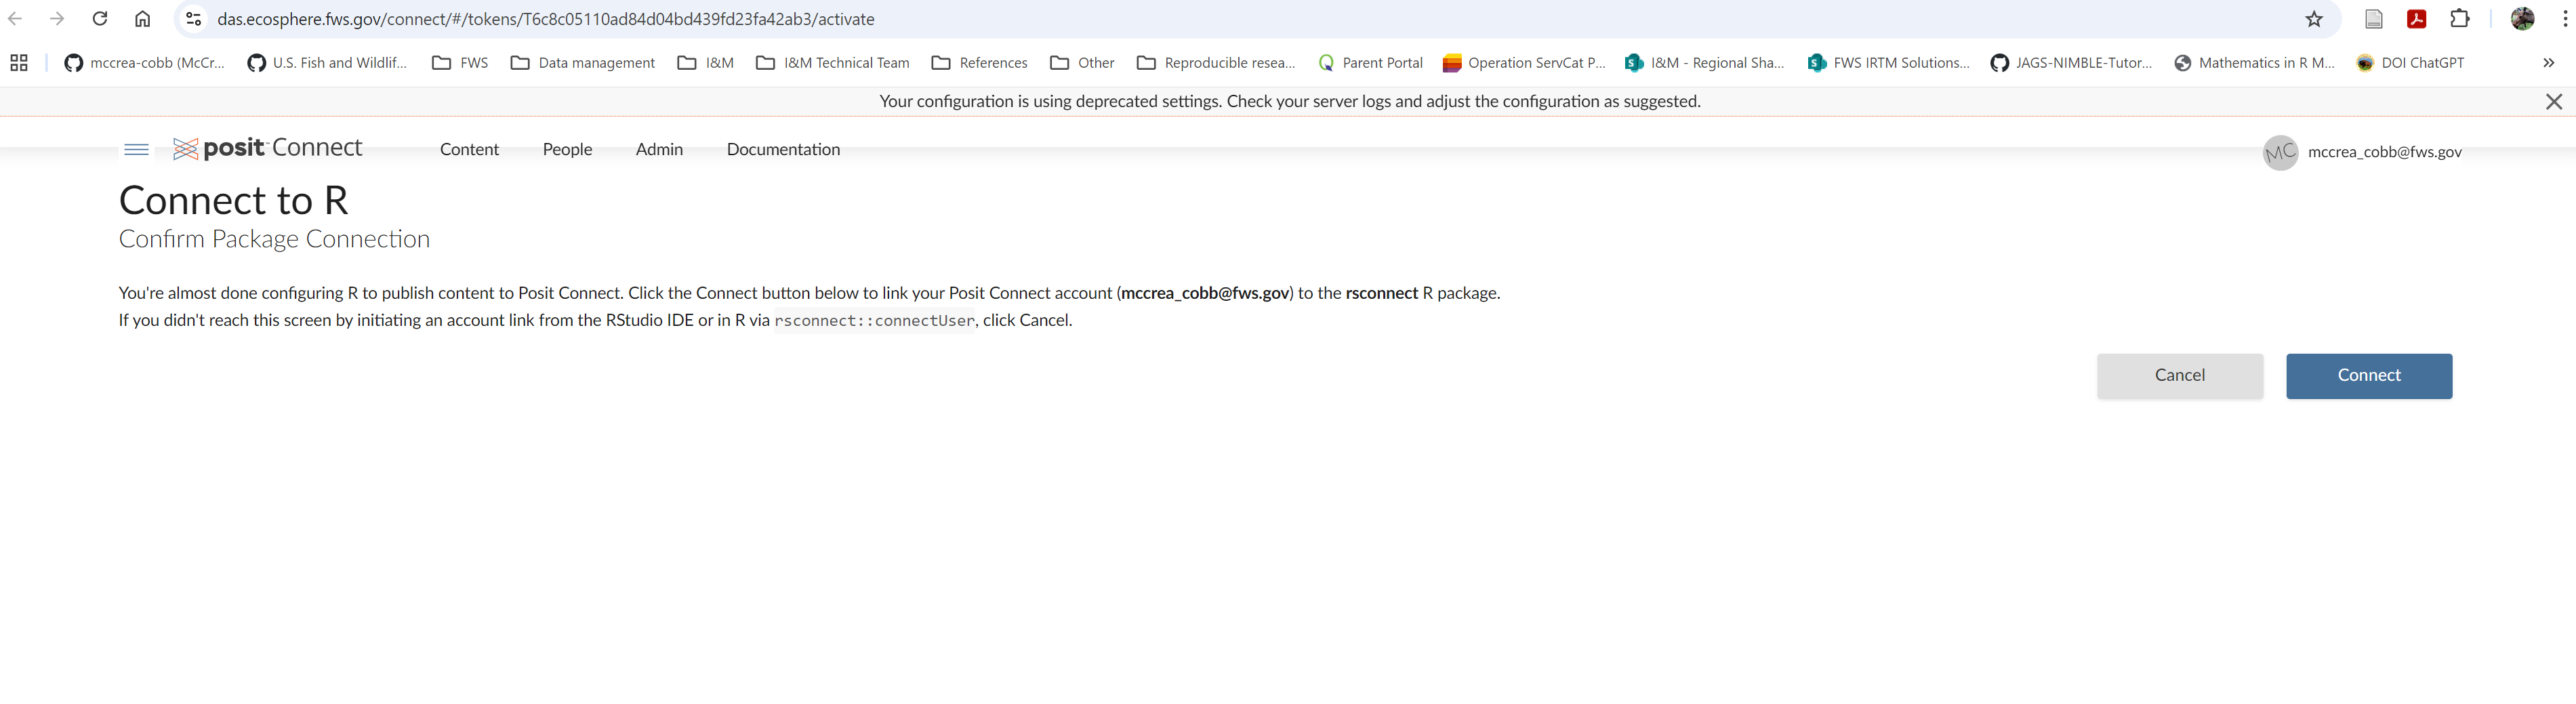 das.ecosphere.fws.gov/connect/#/tokens/T6c8c05110ad84d04bd439fd23fa42ab3/activate
mccrea-cobb (McCr... U.S. Fish and Wildlif... FWS Data management I&M I&M Technical Team References Other Reproducible resea... Parent Portal Operation ServCat P... I&M - Regional Sha... FWS IRTM Solutions... JAGS-NIMBLE-Tutor... Mathematics in R M... DOI ChatGPT
Your configuration is using deprecated settings. Check your server logs and adjust the configuration as suggested.
posit Connect Content People Admin Documentation MC mccrea_cobb@fws.gov
Connect to R
Confirm Package Connection
You're almost done configuring R to publish content to Posit Connect. Click the Connect button below to link your Posit Connect account (mccrea_cobb@fws.gov) to the rsconnect R package.
If you didn't reach this screen by initiating an account link from the RStudio IDE or in R via rsconnect::connectUser, click Cancel.
Cancel Connect